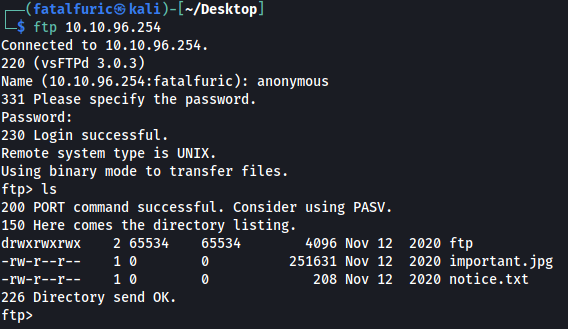 ┌──(fatalfuric㉿kali)-[~/Desktop]
└─$ ftp 10.10.96.254
Connected to 10.10.96.254.
220 (vsFTPd 3.0.3)
Name (10.10.96.254:fatalfuric): anonymous
331 Please specify the password.
Password:
230 Login successful.
Remote system type is UNIX.
Using binary mode to transfer files.
ftp> ls
200 PORT command successful. Consider using PASV.
150 Here comes the directory listing.
drwxrwxrwx    2 65534    65534        4096 Nov 12  2020 ftp
-rw-r--r--    1 0        0          251631 Nov 12  2020 important.jpg
-rw-r--r--    1 0        0             208 Nov 12  2020 notice.txt
226 Directory send OK.
ftp>